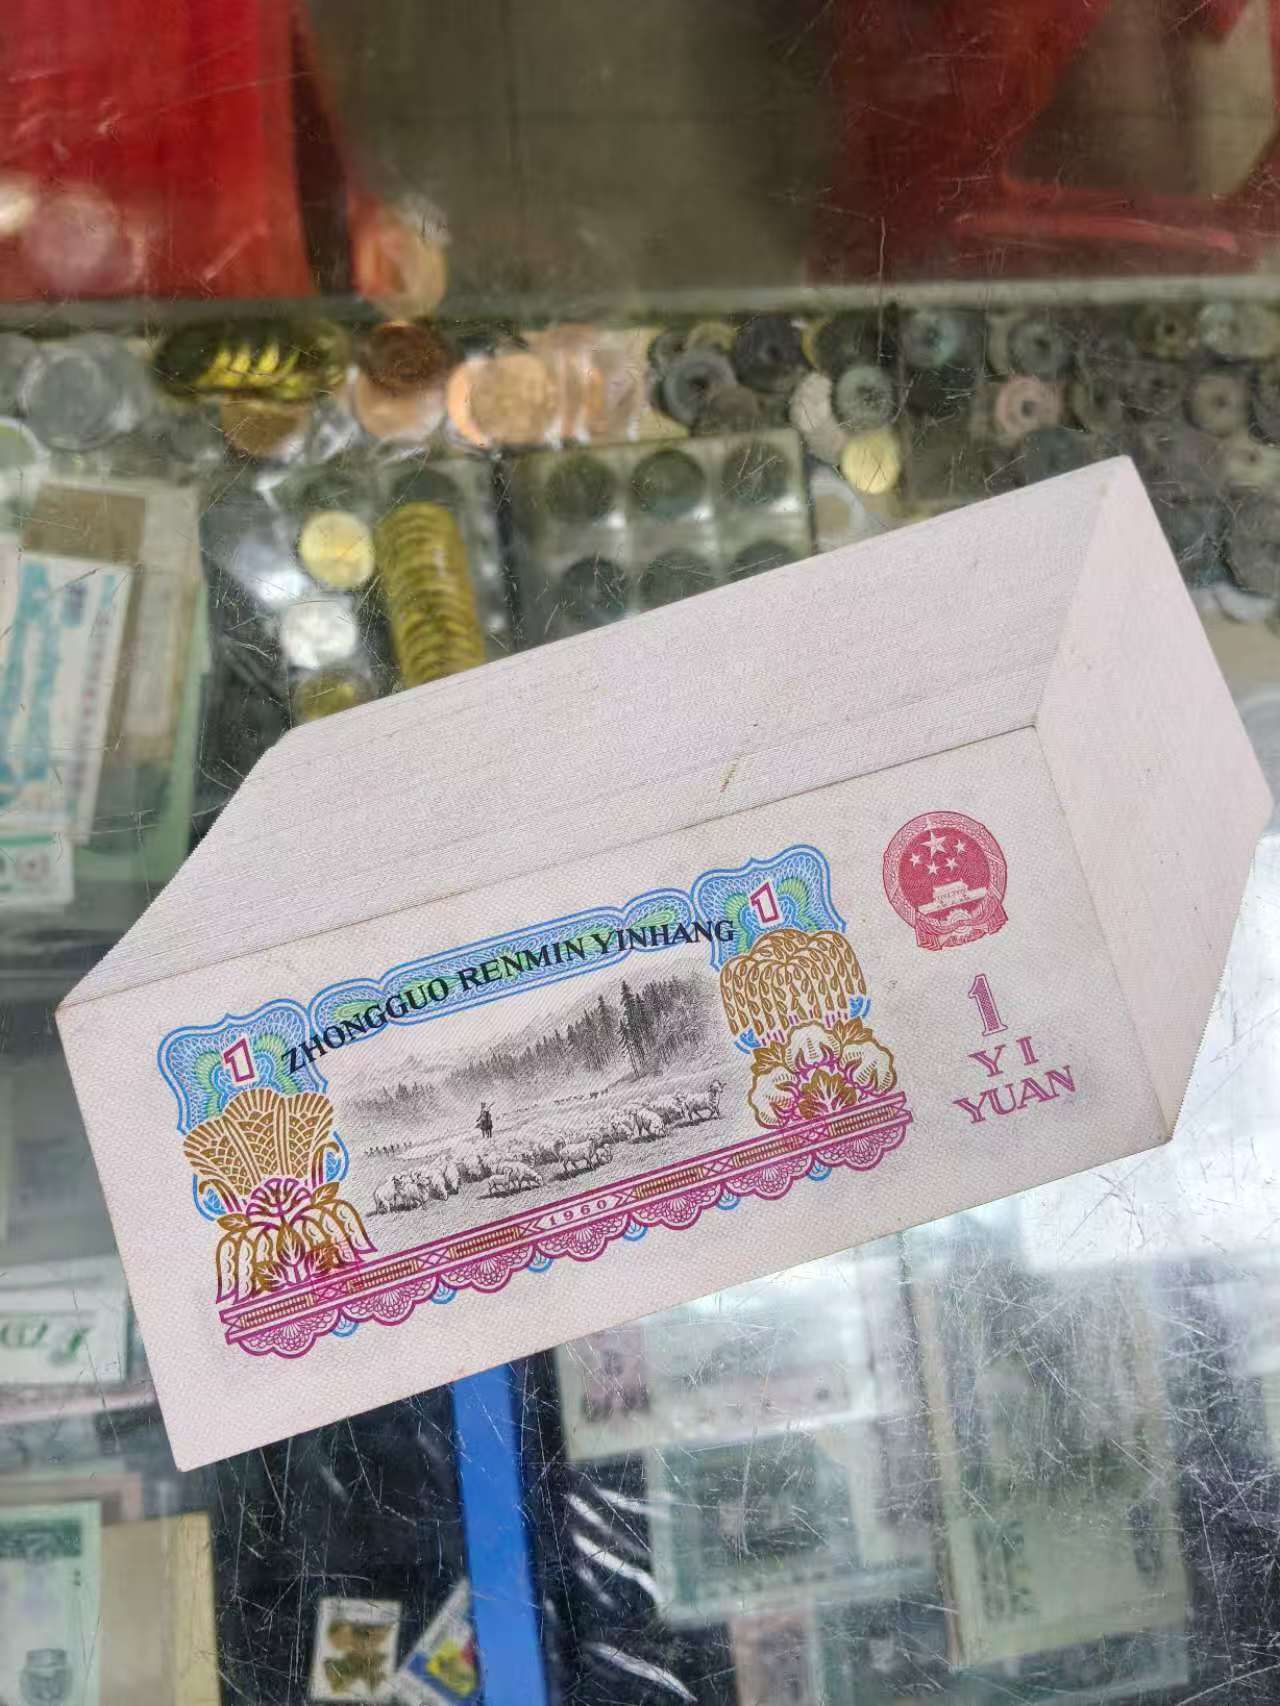 ZHONGGUO RENMIN YINHANG
1
1
1960
1
YI
YUAN